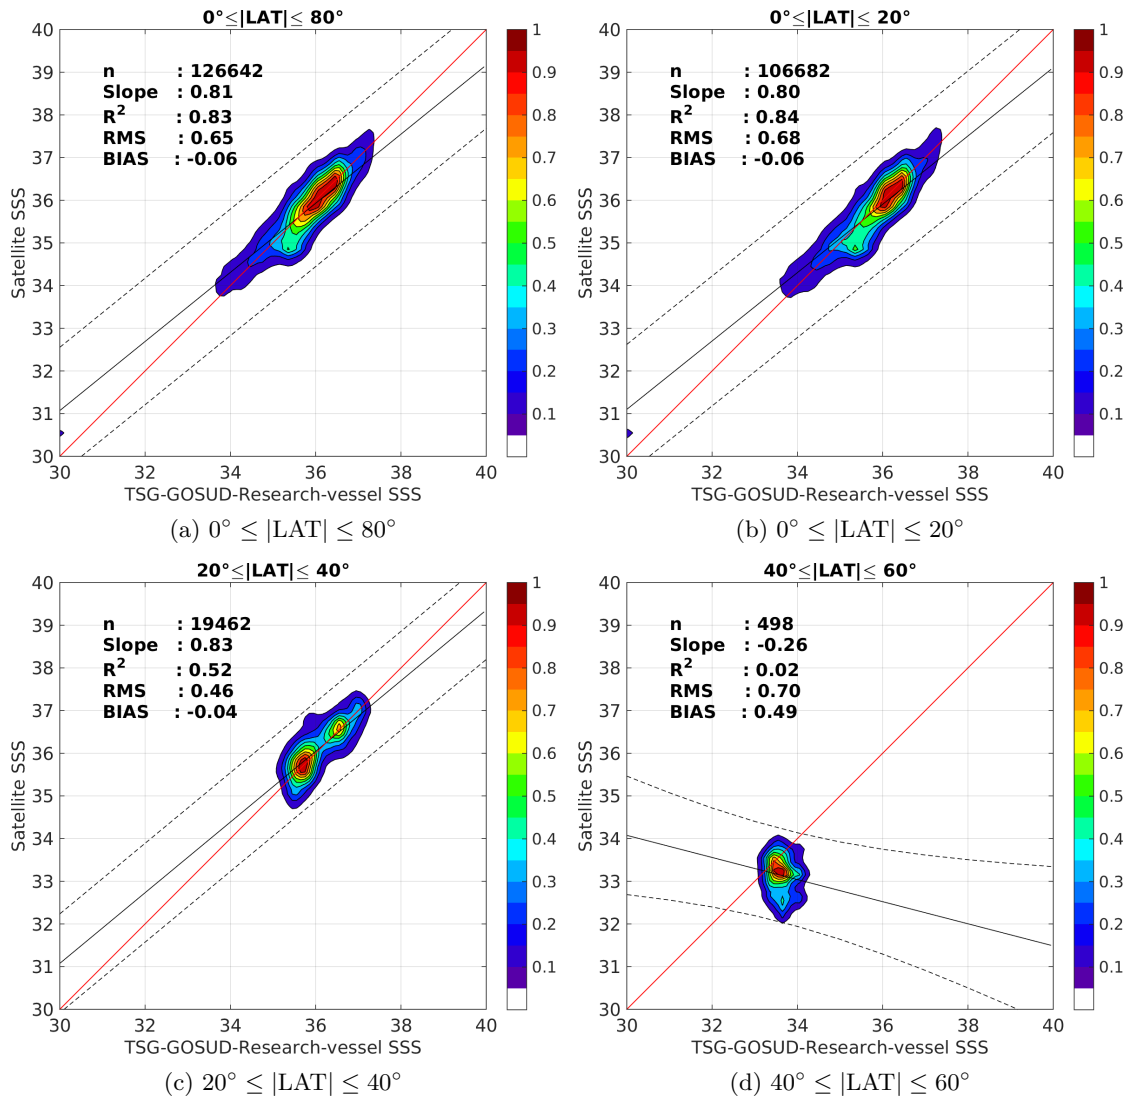 0°≤|LAT|≤ 80°
n : 126642
Slope : 0.81
R² : 0.83
RMS : 0.65
BIAS : -0.06
40
39
38
37
36
35
34
33
32
31
30
30 32 34 36 38 40
Satellite SSS
TSG-GOSUD-Research-vessel SSS
1
0.9
0.8
0.7
0.6
0.5
0.4
0.3
0.2
0.1
(a) 0° ≤ |LAT| ≤ 80°
0°≤|LAT|≤ 20°
n : 106682
Slope : 0.80
R² : 0.84
RMS : 0.68
BIAS : -0.06
40
39
38
37
36
35
34
33
32
31
30
30 32 34 36 38 40
Satellite SSS
TSG-GOSUD-Research-vessel SSS
1
0.9
0.8
0.7
0.6
0.5
0.4
0.3
0.2
0.1
(b) 0° ≤ |LAT| ≤ 20°
20°≤|LAT|≤ 40°
n : 19462
Slope : 0.83
R² : 0.52
RMS : 0.46
BIAS : -0.04
40
39
38
37
36
35
34
33
32
31
30
30 32 34 36 38 40
Satellite SSS
TSG-GOSUD-Research-vessel SSS
1
0.9
0.8
0.7
0.6
0.5
0.4
0.3
0.2
0.1
(c) 20° ≤ |LAT| ≤ 40°
40°≤|LAT|≤ 60°
n : 498
Slope : -0.26
R² : 0.02
RMS : 0.70
BIAS : 0.49
40
39
38
37
36
35
34
33
32
31
30
30 32 34 36 38 40
Satellite SSS
TSG-GOSUD-Research-vessel SSS
1
0.9
0.8
0.7
0.6
0.5
0.4
0.3
0.2
0.1
(d) 40° ≤ |LAT| ≤ 60°